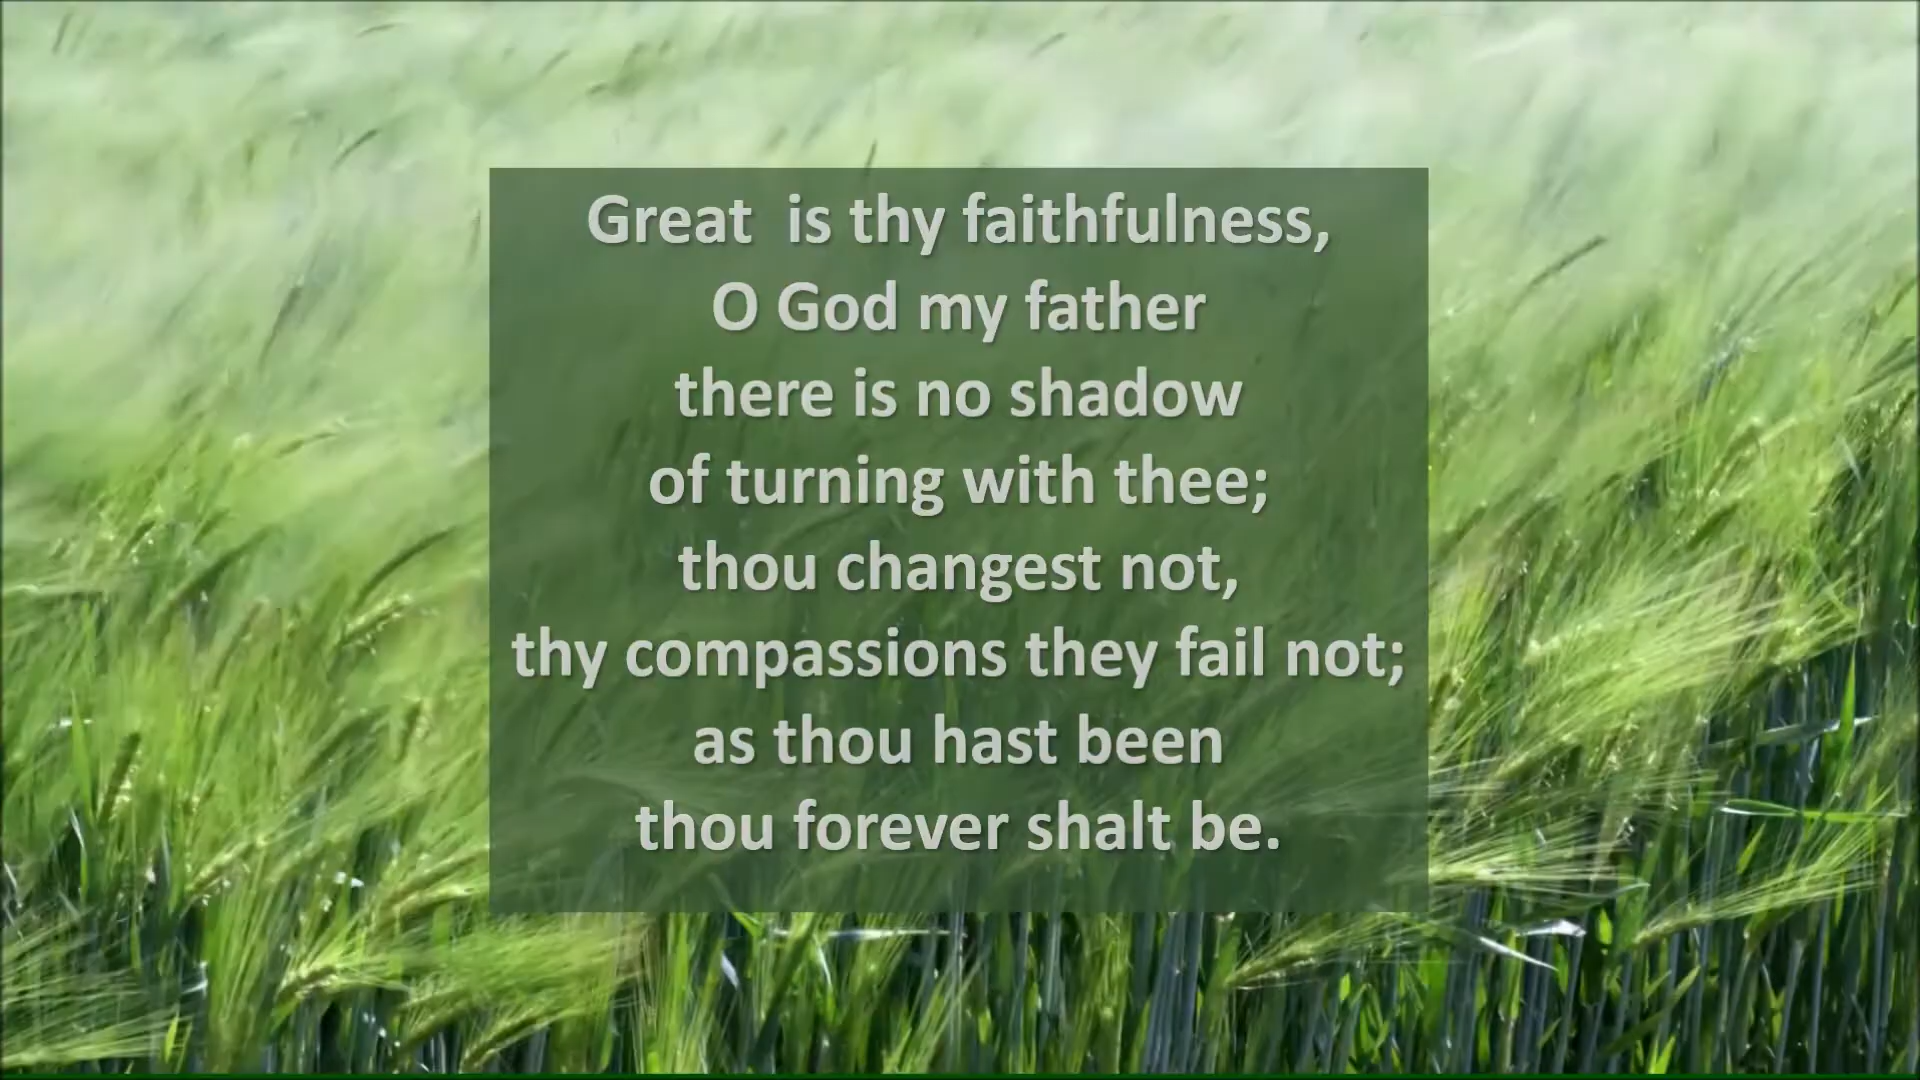 Great  is thy faithfulness,
O God my father
there is no shadow
of turning with thee;
thou changest not,
thy compassions they fail not;
as thou hast been
thou forever shalt be.